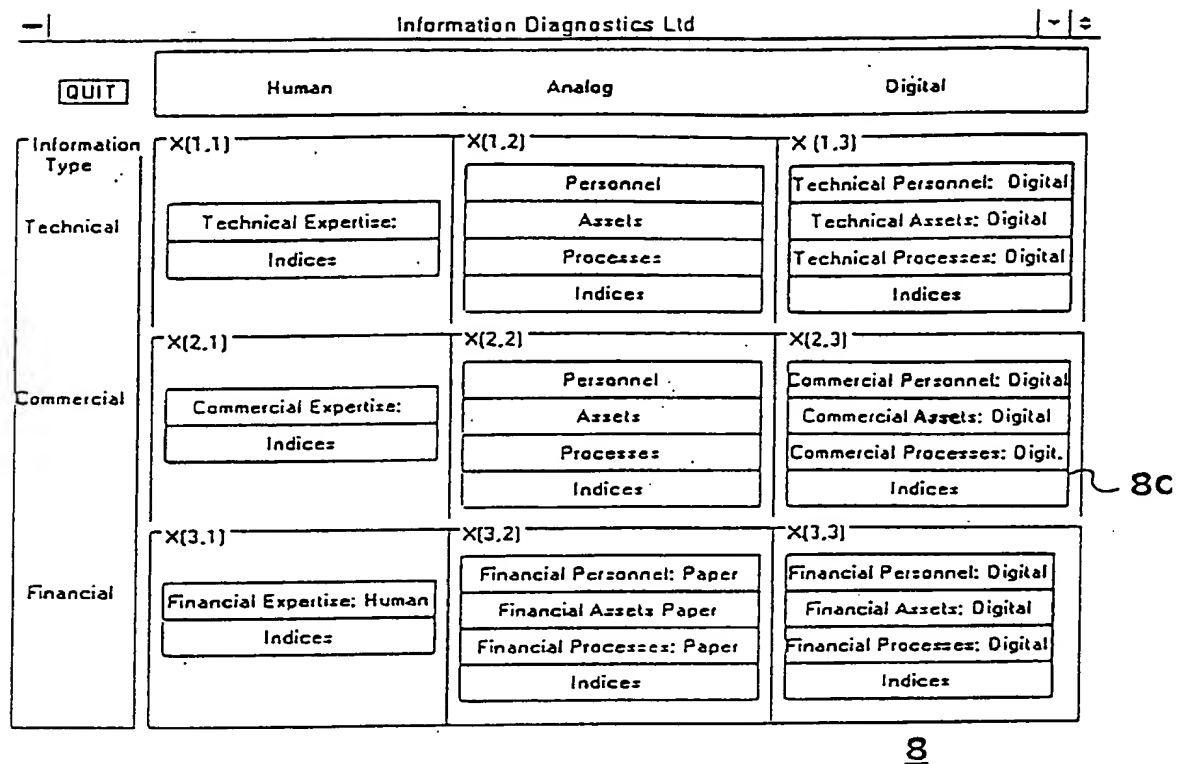 Information Diagnostics Ltd
QUIT
Human Analog Digital
Information Type
X(1,1) X(1,2) X (1,3)
Technical
Technical Expertise:
Indices
Personnel
Assets
Processes
Indices
Technical Personnel: Digital
Technical Assets: Digital
Technical Processes: Digital
Indices
X(2,1) X(2,2) X(2,3)
Commercial
Commercial Expertise:
Indices
Personnel
Assets
Processes
Indices
Commercial Personnel: Digital
Commercial Assets: Digital
Commercial Processes: Digit.
Indices
8C
X(3,1) X(3,2) X(3,3)
Financial
Financial Expertise: Human
Indices
Financial Personnel: Paper
Financial Assets Paper
Financial Processes: Paper
Indices
Financial Personnel: Digital
Financial Assets: Digital
Financial Processes: Digital
Indices
8